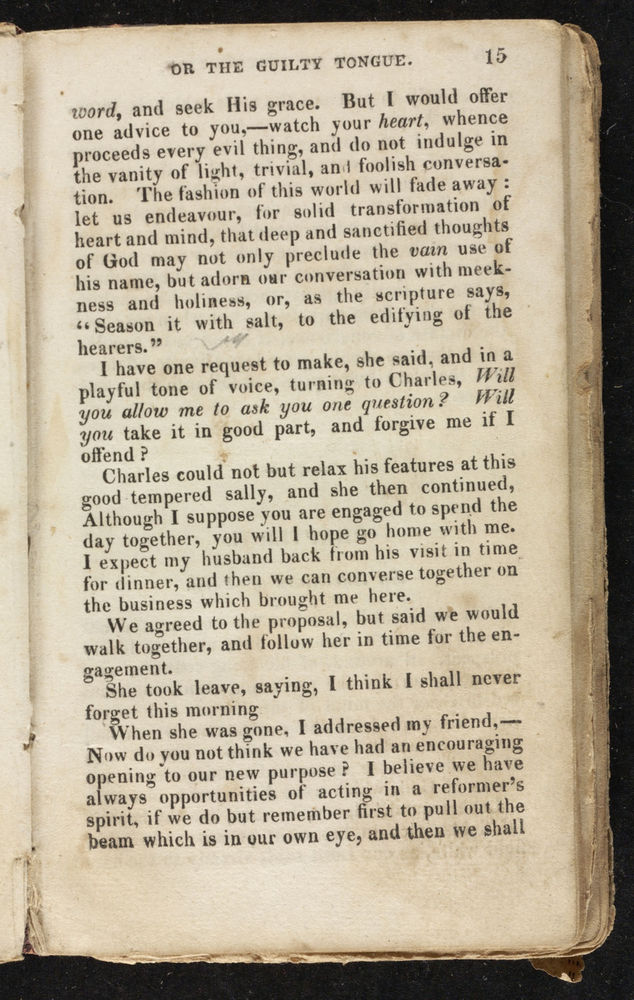 OR THE GUILTY TONGUE. 15
word, and seek His grace. But I would offer
one advice to you,—watch your heart, whence
proceeds every evil thing, and do not indulge in
the vanity of light, trivial, and foolish conversa-
tion. The fashion of this world will fade away :
let us endeavour, for solid transformation of
heart and mind, that deep and sanctified thoughts
of God may not only preclude the vain use of
his name, but adorn our conversation with meek-
ness and holiness, or, as the scripture says,
“Season it with salt, to the edifying of the
hearers.”
I have one request to make, she said, and in a
playful tone of voice, turning to Charles, Will
you allow me to ask you one question? Will
you take it in good part, and forgive me if I
offend ?
Charles could not but relax his features at this
good tempered sally, and she then continued,
Although I suppose you are engaged to spend the
day together, you will I hope go home with me.
I expect my husband back from his visit in time
for dinner, and then we can converse together on
the business which brought me here.
We agreed to the proposal, but said we would
walk together, and follow her in time for the en-
gagement.
She took leave, saying, I think I shall never
forget this morning
When she was gone, I addressed my friend,—
Now do you not think we have had an encouraging
opening to our new purpose ? I believe we have
always opportunities of acting in a reformer's
spirit, if we do but remember first to pull out the
beam which is in our own eye, and then we shall